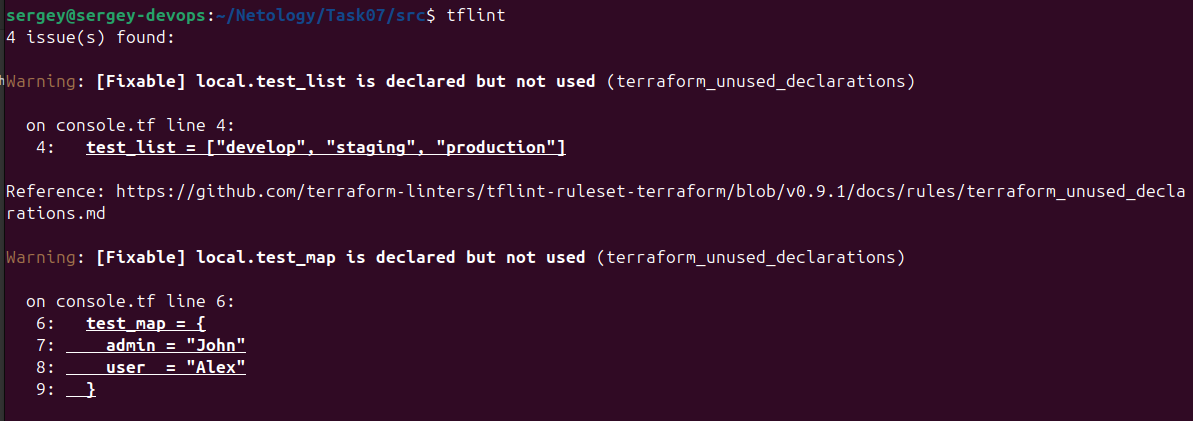 sergey@sergey-devops:~/Netology/Task07/src$ tflint
4 issue(s) found:
Warning: [Fixable] local.test_list is declared but not used (terraform_unused_declarations)
on console.tf line 4:
4: test_list = ["develop", "staging", "production"]
Reference: https://github.com/terraform-linters/tflint-ruleset-terraform/blob/v0.9.1/docs/rules/terraform_unused_decla
rations.md
Warning: [Fixable] local.test_map is declared but not used (terraform_unused_declarations)
on console.tf line 6:
6: test_map = {
7: admin = "John"
8: user  = "Alex"
9: }